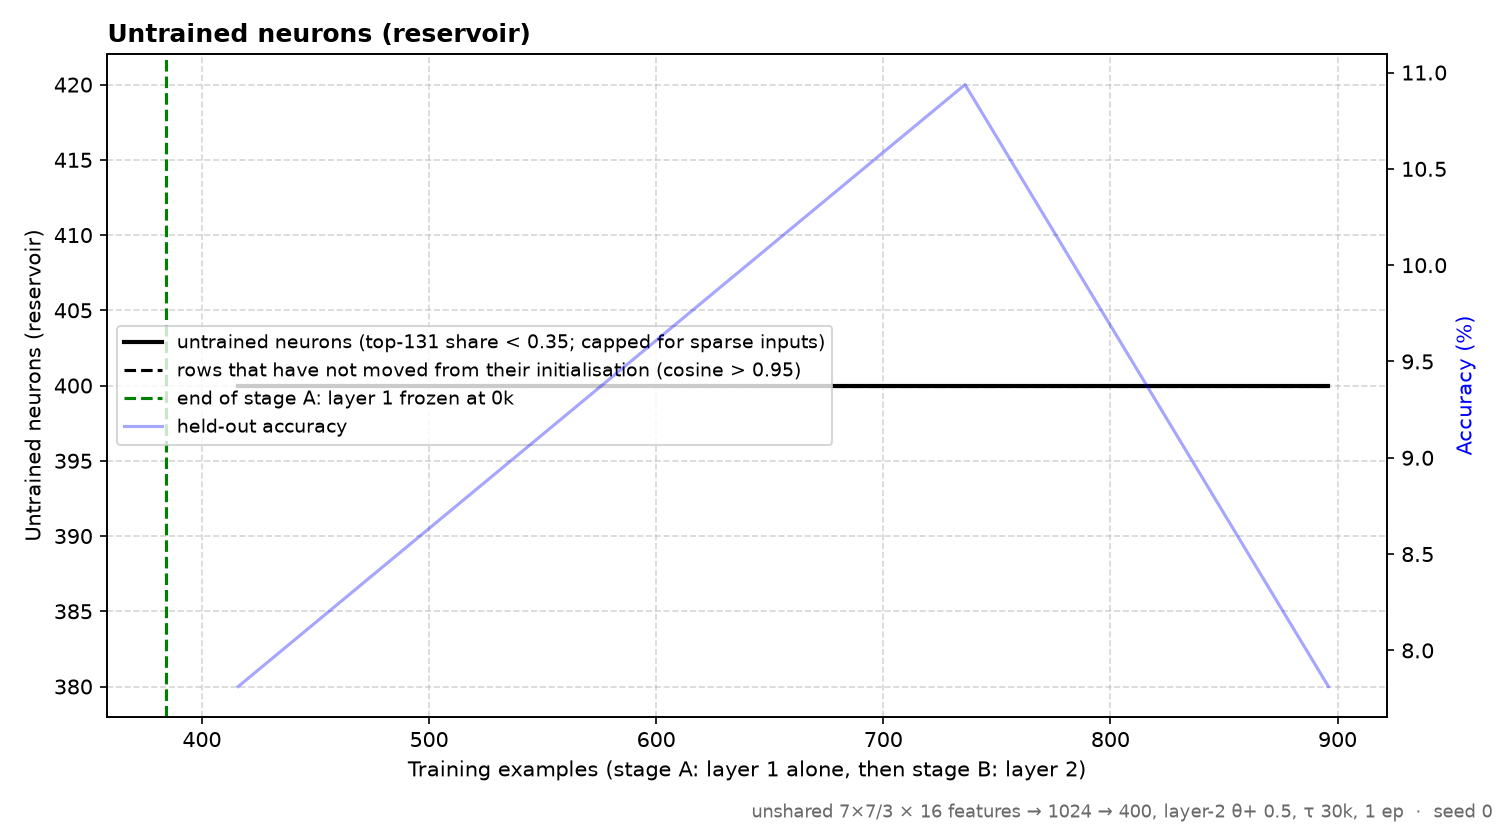 Untrained neurons (reservoir)
420
415
410
405
400
395
390
385
380
Untrained neurons (reservoir)
11.0
10.5
10.0
9.5
9.0
8.5
8.0
Accuracy (%)
untrained neurons (top-131 share < 0.35; capped for sparse inputs)
rows that have not moved from their initialisation (cosine > 0.95)
end of stage A: layer 1 frozen at 0k
held-out accuracy
400 500 600 700 800 900
Training examples (stage A: layer 1 alone, then stage B: layer 2)
unshared 7×7/3 × 16 features → 1024 → 400, layer-2 θ+ 0.5, τ 30k, 1 ep · seed 0